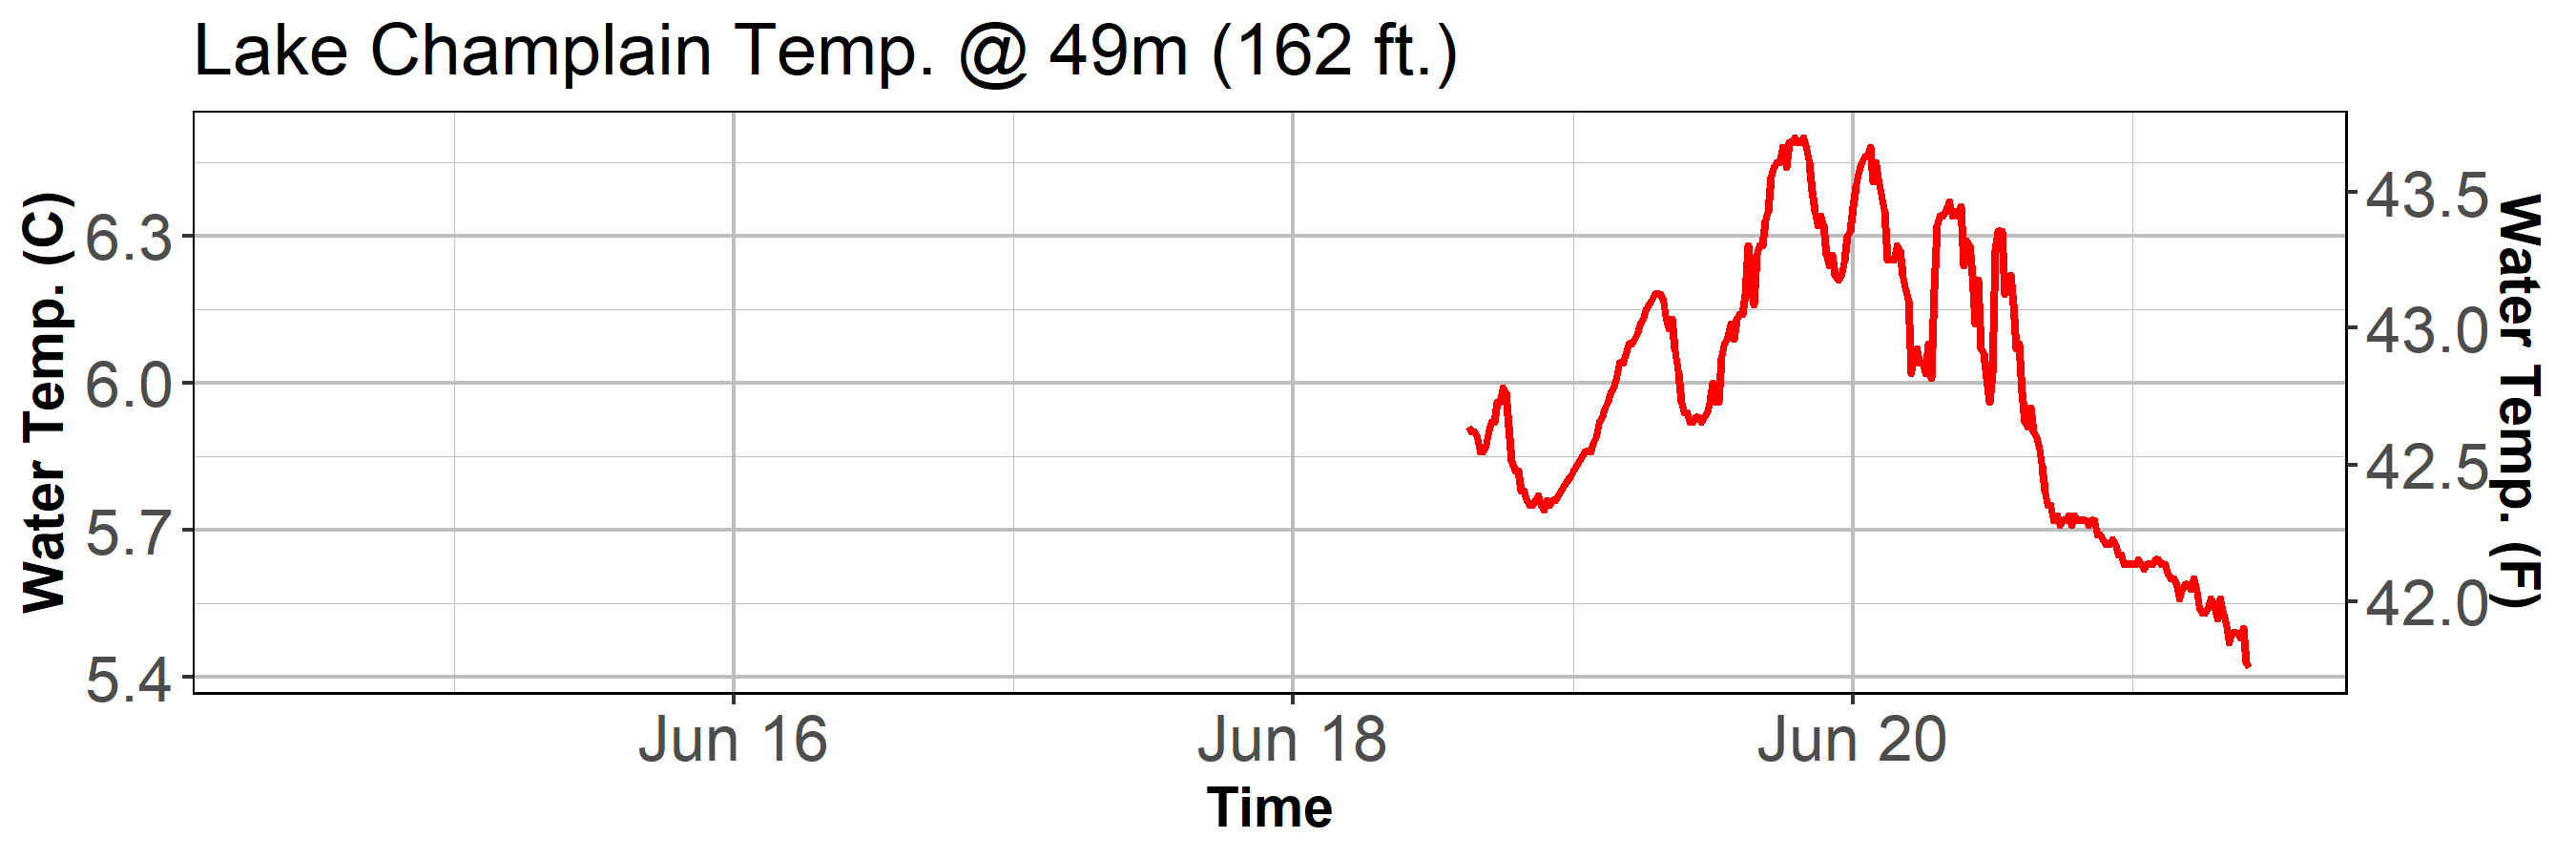 Lake Champlain Temp. @ 49m (162 ft.)
Water Temp. (C)
6.3
6.0
5.7
5.4
43.5
43.0
42.5
42.0
Water Temp. (F)
Jun 16 Jun 18 Jun 20
Time